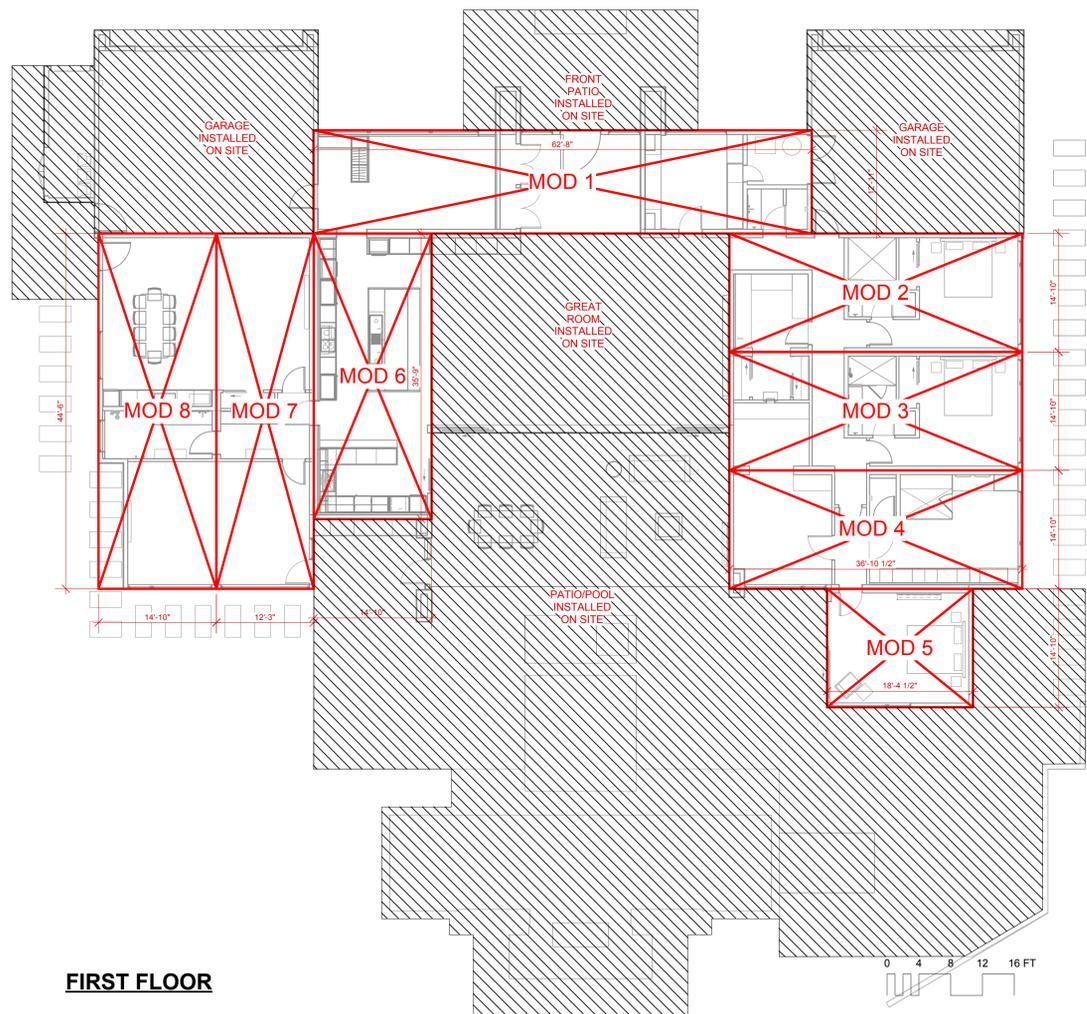 FRONT
PATIO
INSTALLED
ON SITE
GARAGE
INSTALLED
ON SITE
GARAGE
INSTALLED
ON SITE
62'-8"
12'-11"
MOD 1
MOD 2
14'-10"
GREAT
ROOM
INSTALLED
ON SITE
MOD 6
35'-9"
MOD 8
MOD 7
MOD 3
14'-10"
44'-6"
MOD 4
14'-10"
36'-10 1/2"
PATIO/POOL
INSTALLED
ON SITE
14'-10"
12'-3"
14'-10"
MOD 5
14'-10"
18'-4 1/2"
FIRST FLOOR
0 4 8 12 16 FT